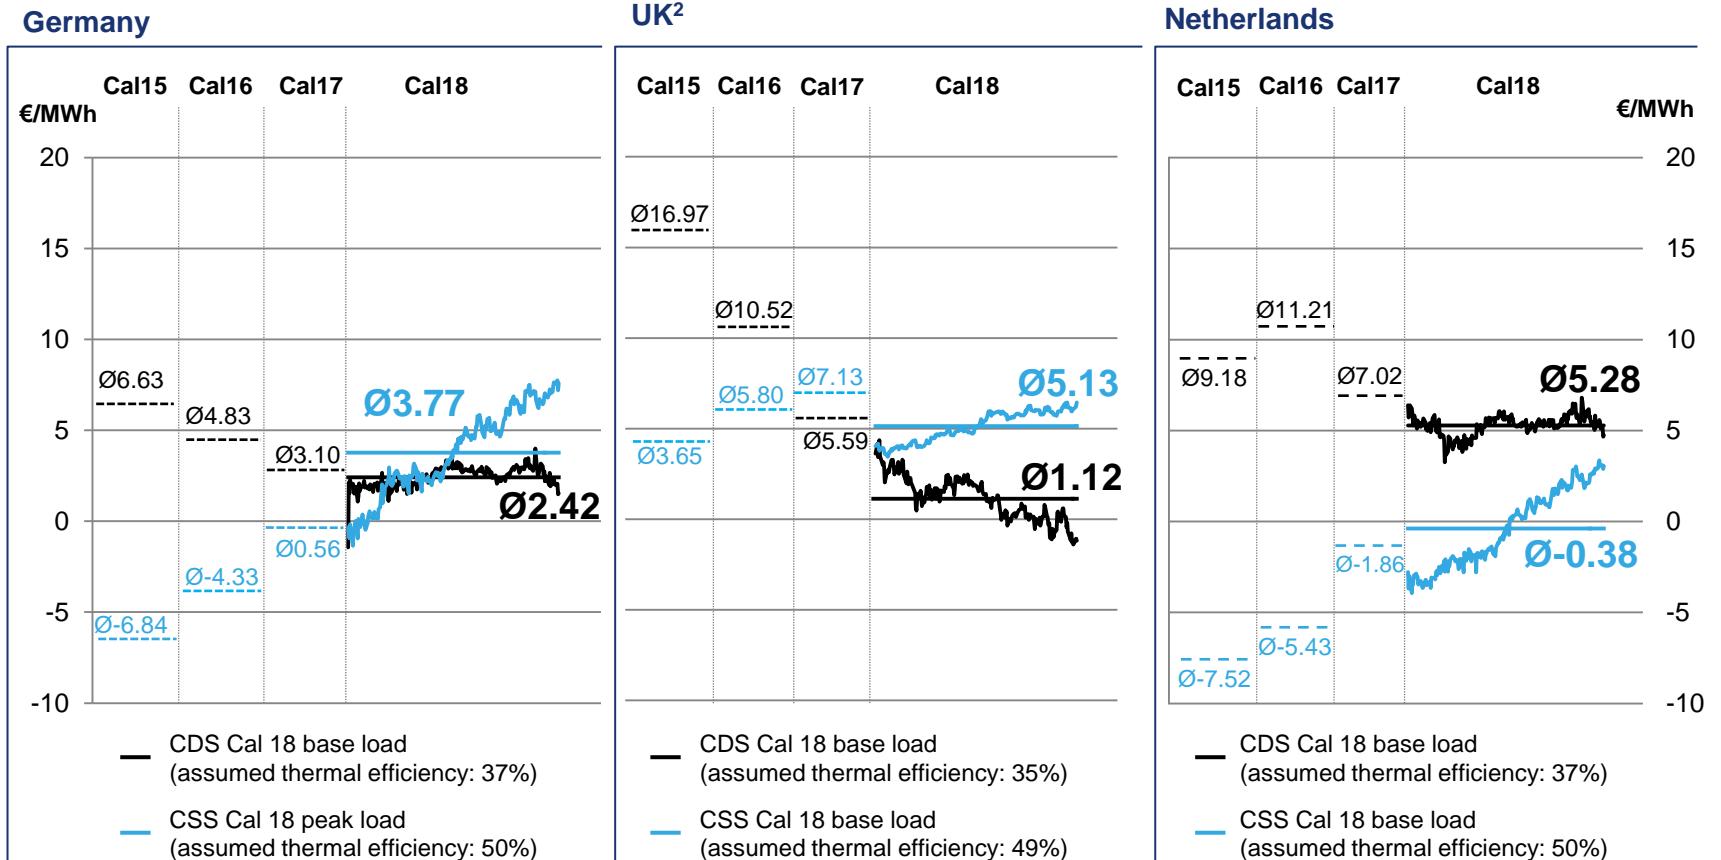 Germany
Cal15 Cal16 Cal17 Cal18
€/MWh
20
15
10
5
0
-5
-10
Ø6.63
Ø4.83
Ø3.10
Ø3.77
Ø2.42
Ø0.56
Ø-4.33
Ø-6.84
CDS Cal 18 base load
(assumed thermal efficiency: 37%)
CSS Cal 18 peak load
(assumed thermal efficiency: 50%)
UK²
Cal15 Cal16 Cal17 Cal18
Ø16.97
Ø10.52
Ø7.13
Ø5.80
Ø5.13
Ø5.59
Ø3.65
Ø1.12
CDS Cal 18 base load
(assumed thermal efficiency: 35%)
CSS Cal 18 base load
(assumed thermal efficiency: 49%)
Netherlands
Cal15 Cal16 Cal17 Cal18
€/MWh
20
15
10
5
0
-5
-10
Ø11.21
Ø9.18
Ø7.02
Ø5.28
Ø-0.38
Ø-1.86
Ø-5.43
Ø-7.52
CDS Cal 18 base load
(assumed thermal efficiency: 37%)
CSS Cal 18 base load
(assumed thermal efficiency: 50%)